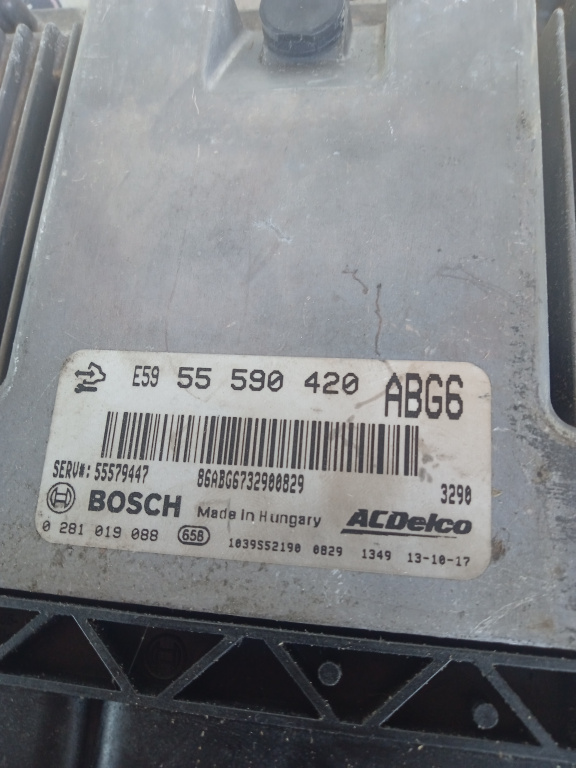 E59 55 590 420 ABG6
SERV#: 55579447 86ABG6732900829 3290
BOSCH Made in Hungary ACDelco
0 281 019 088 658 1039S52190 0829 1349 13-10-17